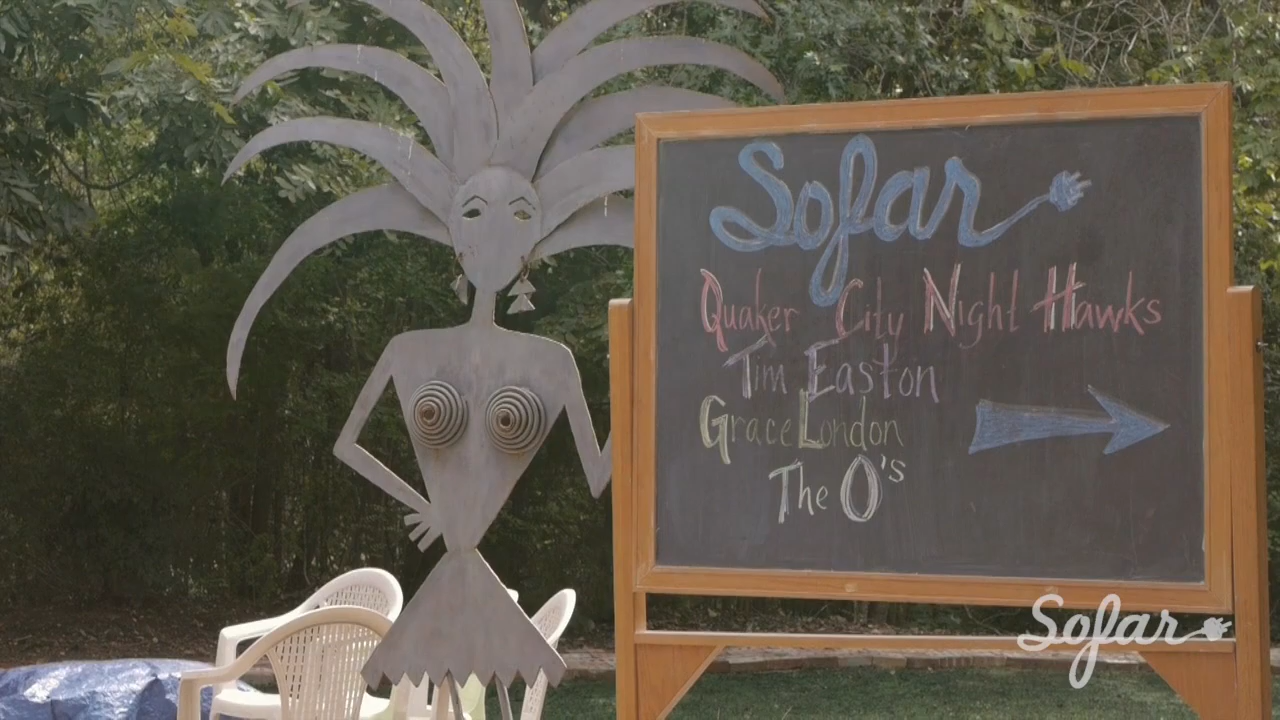 Sofar
Quaker City Night Hawks
Tim Easton
Grace London
The O's
Sofar